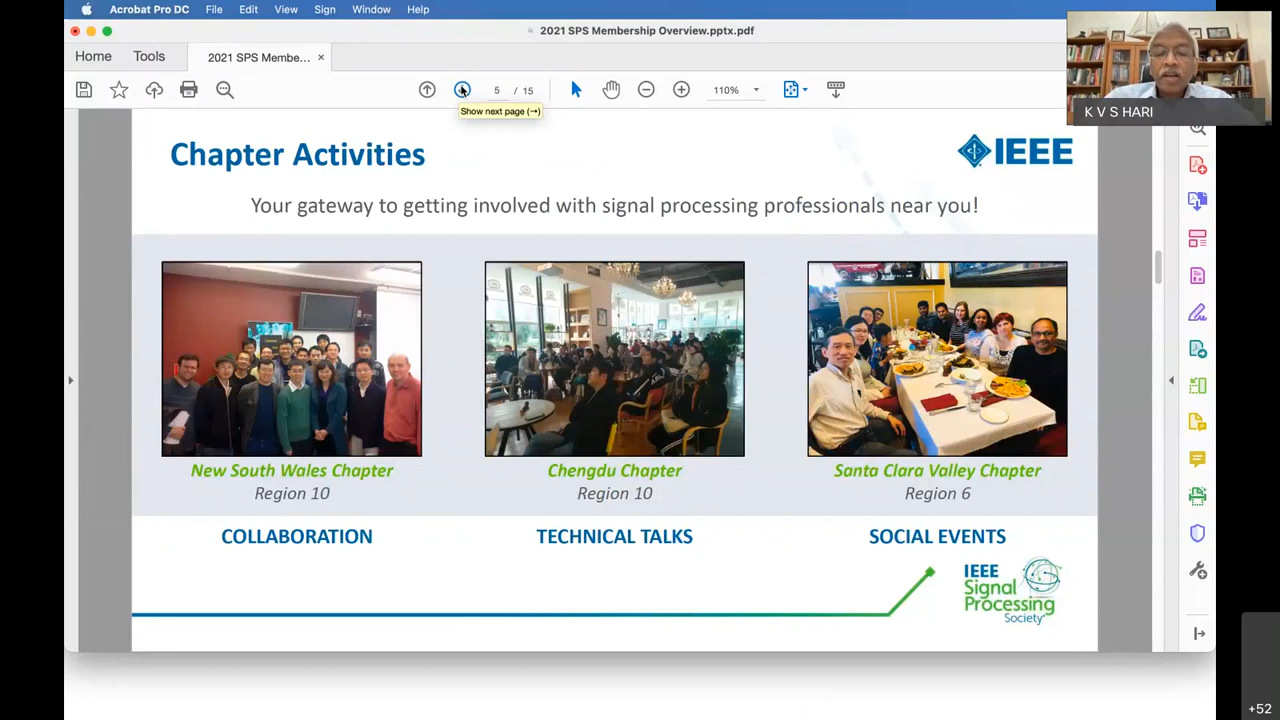 Acrobat Pro DC File Edit View Sign Window Help
2021 SPS Membership Overview.pptx.pdf
Home Tools 2021 SPS Membe... ×
5 / 15 110%
Show next page (→)
K V S HARI
Chapter Activities
IEEE
Your gateway to getting involved with signal processing professionals near you!
New South Wales Chapter
Region 10
Chengdu Chapter
Region 10
Santa Clara Valley Chapter
Region 6
COLLABORATION
TECHNICAL TALKS
SOCIAL EVENTS
IEEE
Signal
Processing
Society
+52